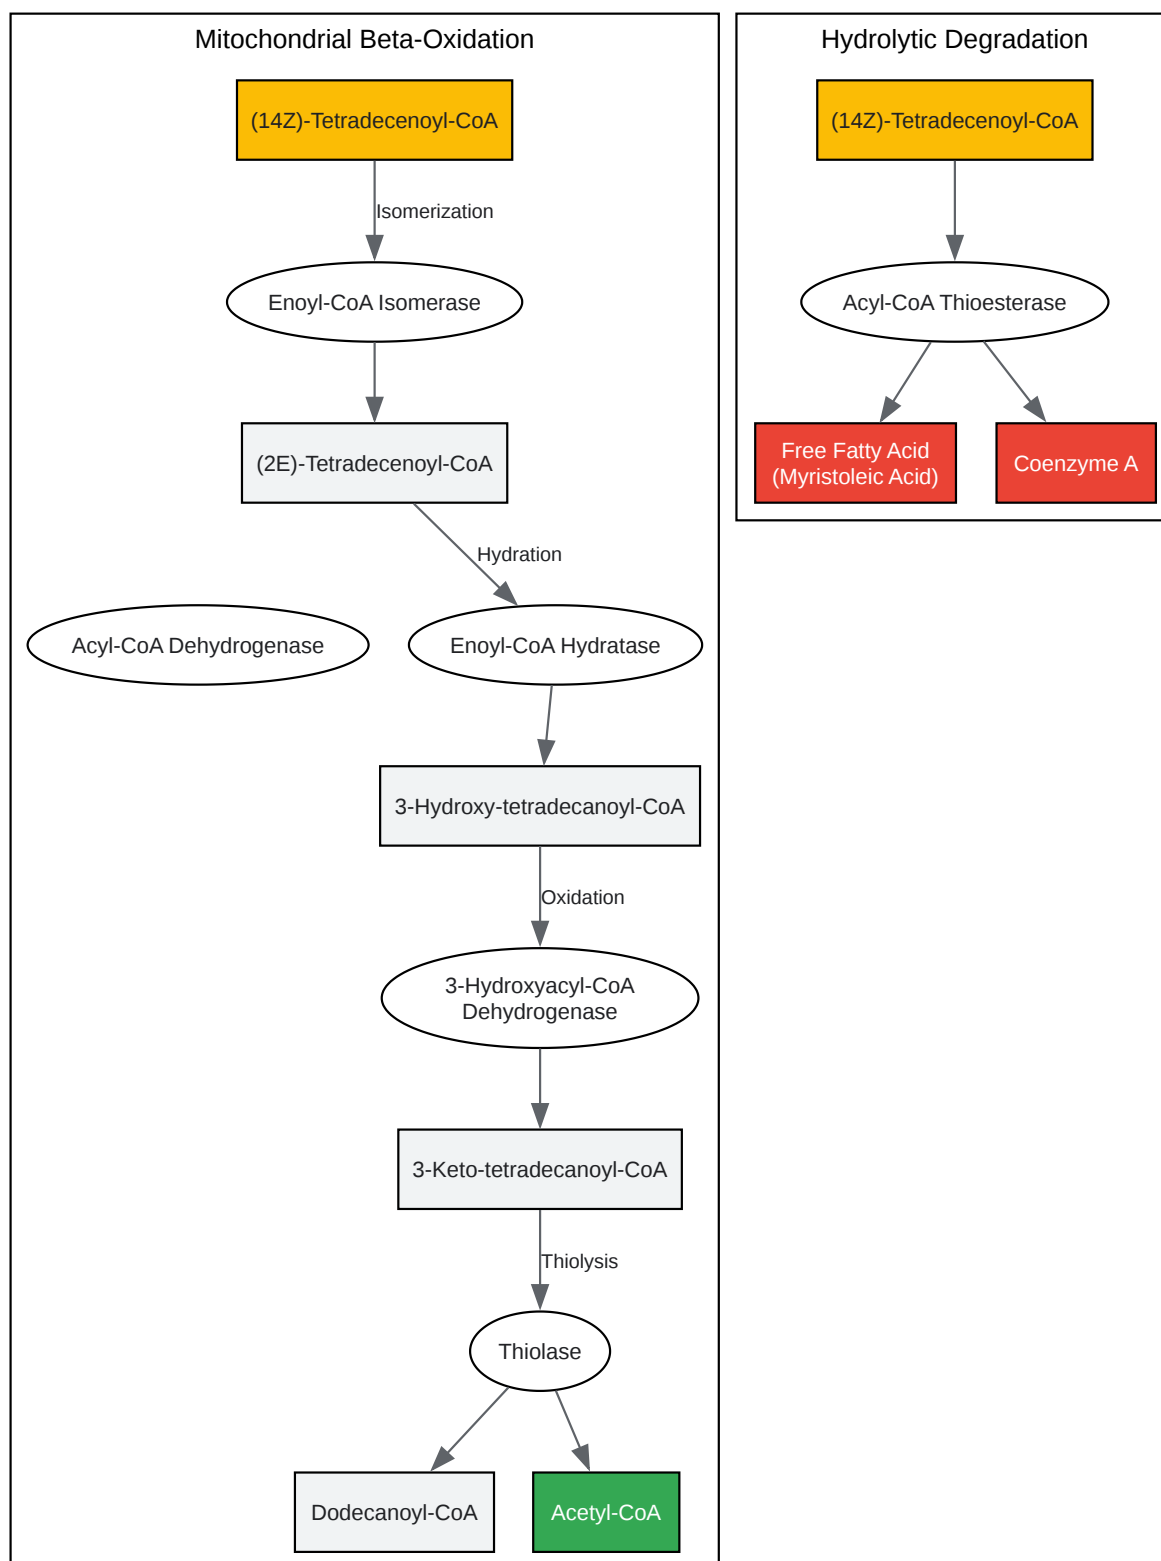 Mitochondrial Beta-Oxidation
(14Z)-Tetradecenoyl-CoA
Isomerization
Enoyl-CoA Isomerase
(2E)-Tetradecenoyl-CoA
Hydration
Acyl-CoA Dehydrogenase
Enoyl-CoA Hydratase
3-Hydroxy-tetradecanoyl-CoA
Oxidation
3-Hydroxyacyl-CoA
Dehydrogenase
3-Keto-tetradecanoyl-CoA
Thiolysis
Thiolase
Dodecanoyl-CoA
Acetyl-CoA
Hydrolytic Degradation
(14Z)-Tetradecenoyl-CoA
Acyl-CoA Thioesterase
Free Fatty Acid
(Myristoleic Acid)
Coenzyme A